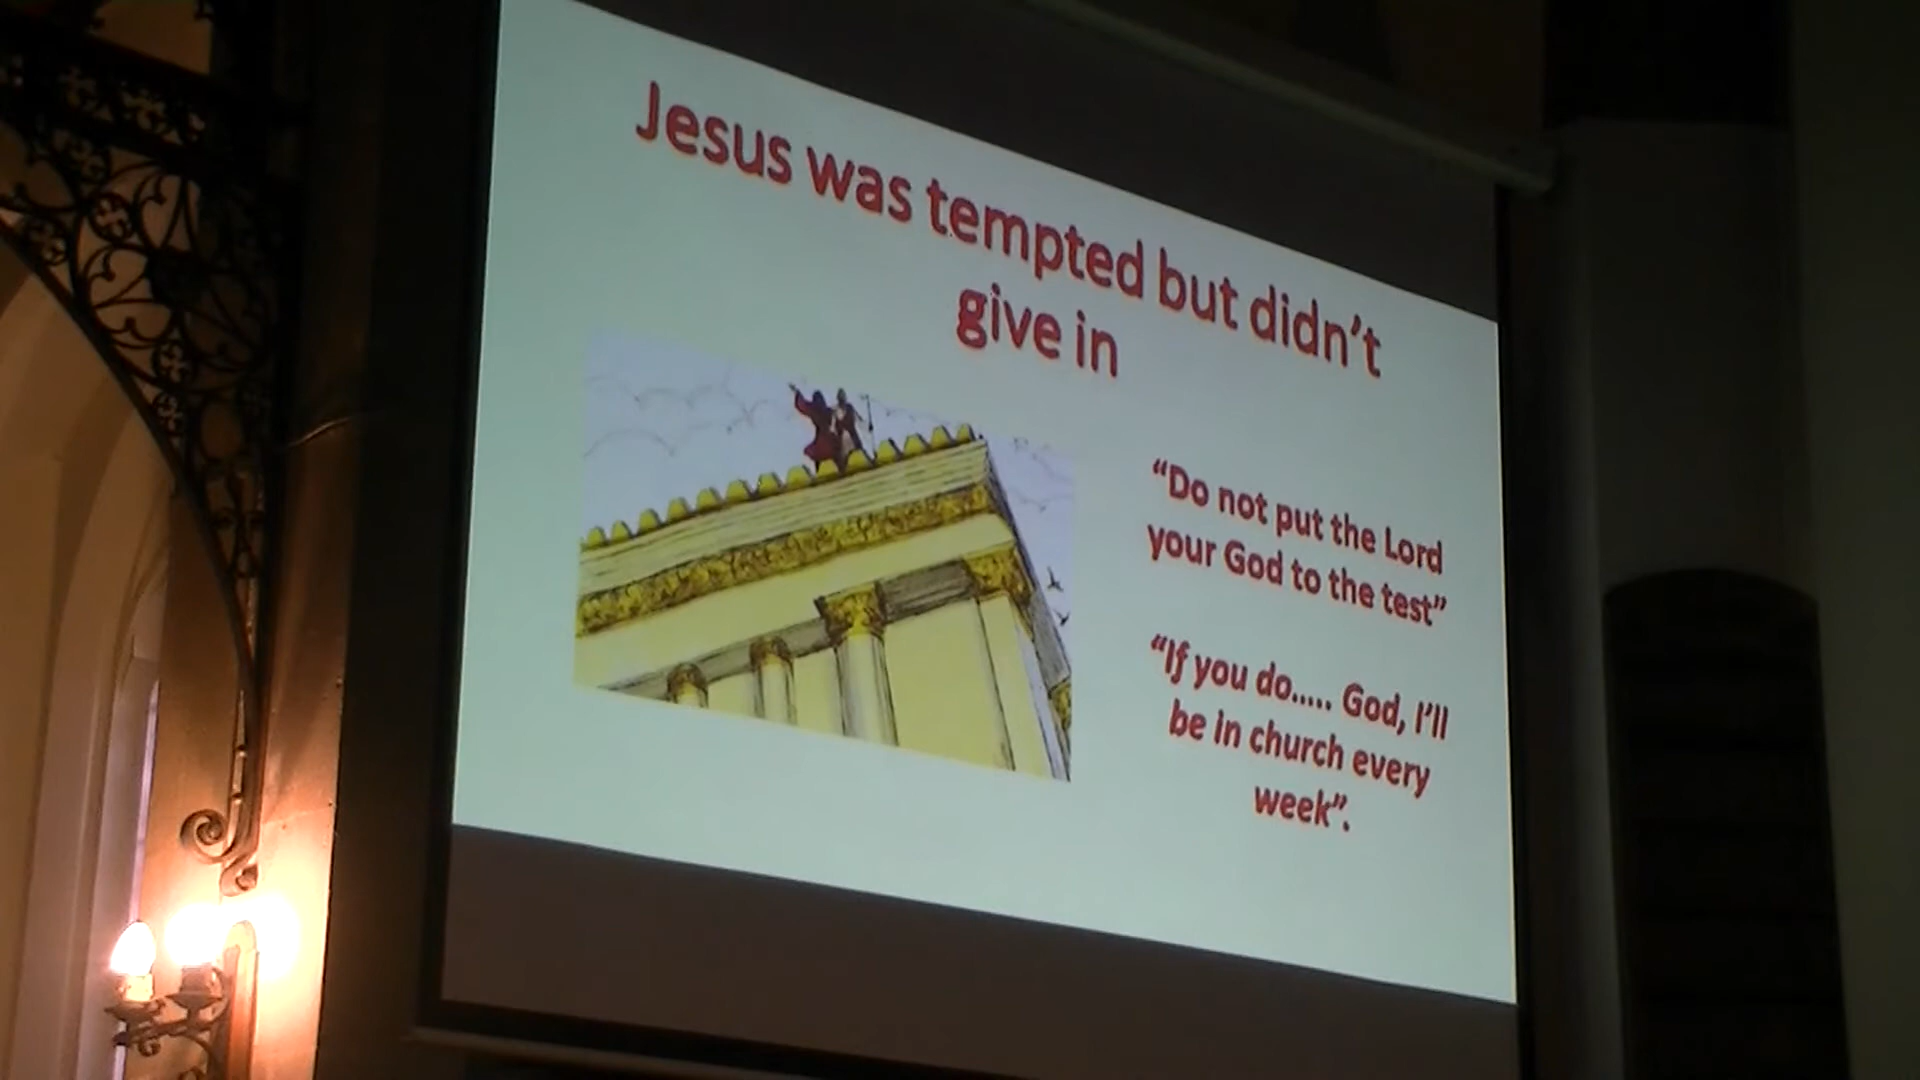 Jesus was tempted but didn't
give in
“Do not put the Lord
your God to the test”
“If you do..... God, I’ll
be in church every
week”.